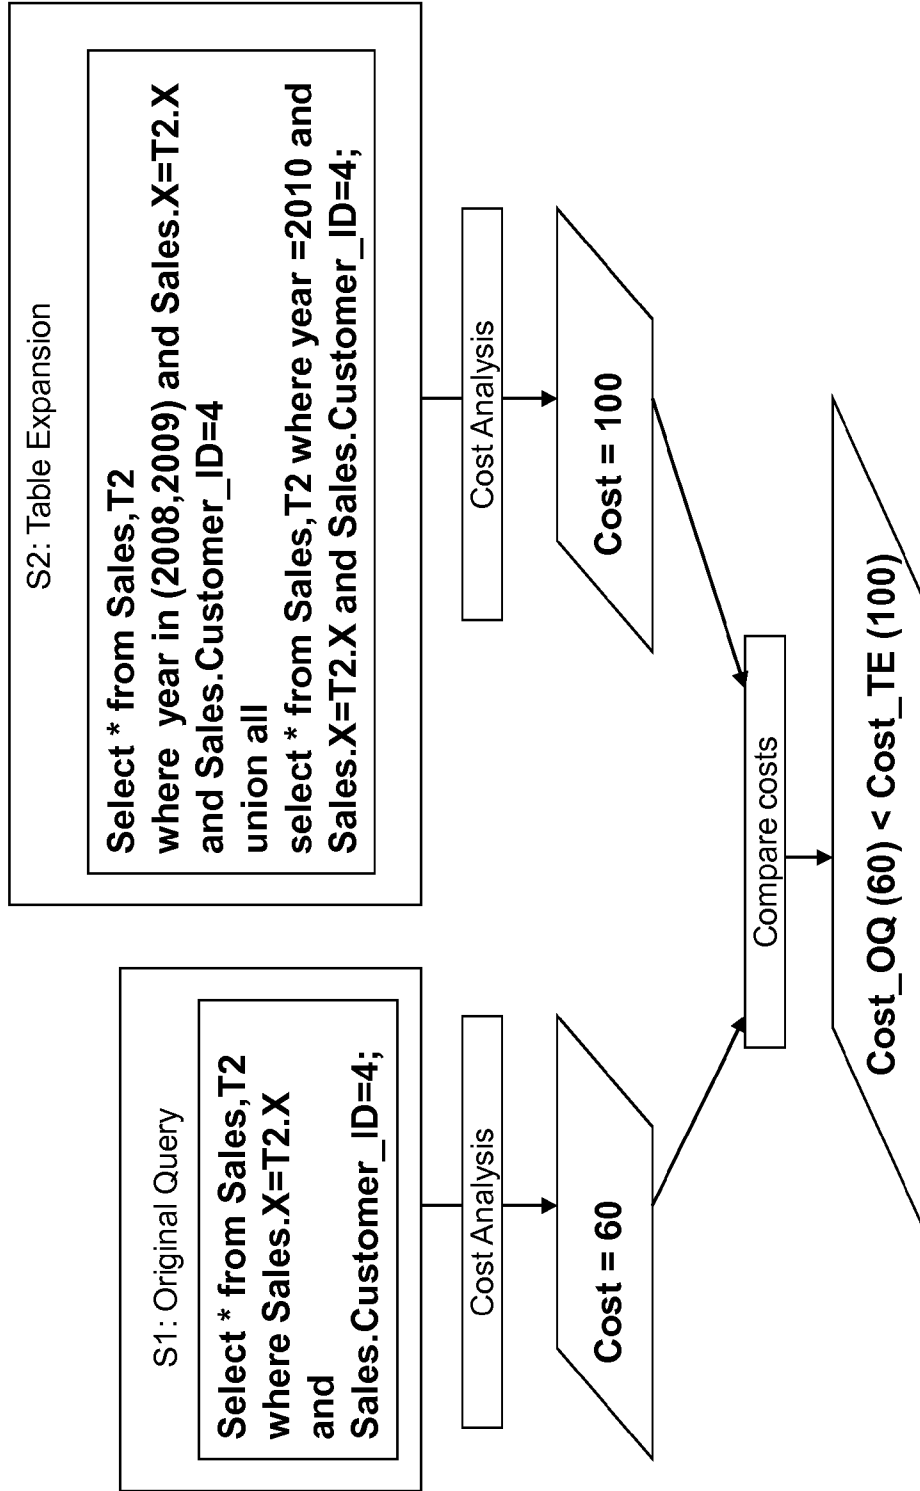 S1: Original Query
Select * from Sales,T2
where Sales.X=T2.X
and
Sales.Customer_ID=4;
Cost Analysis
Cost = 60
S2: Table Expansion
Select * from Sales,T2
where year in (2008,2009) and Sales.X=T2.X
and Sales.Customer_ID=4
union all
select * from Sales,T2 where year =2010 and
Sales.X=T2.X and Sales.Customer_ID=4;
Cost Analysis
Cost = 100
Compare costs
Cost_OQ (60) < Cost_TE (100)